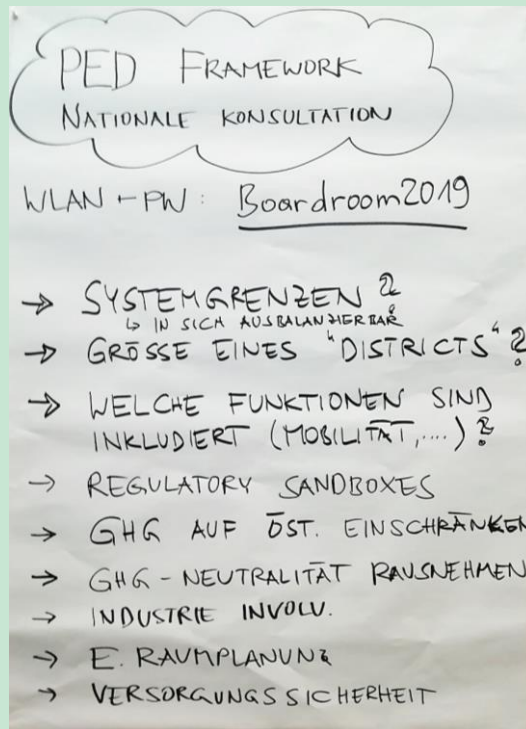 PED FRAMEWORK
NATIONALE KONSULTATION
WLAN - PW: Boardroom2019
→ SYSTEMGRENZEN ?
↳ IN SICH AUSBALANZIERBAR
→ GRÖSSE EINES "DISTRICTS" ?
→ WELCHE FUNKTIONEN SIND
INKLUDIERT (MOBILITÄT,....) ?
→ REGULATORY SANDBOXES
→ GHG AUF ÖST. EINSCHRÄNKEN
→ GHG - NEUTRALITÄT RAUSNEHMEN
→ INDUSTRIE INVOLV.
→ E. RAUMPLANUNG
→ VERSORGUNGSSICHERHEIT